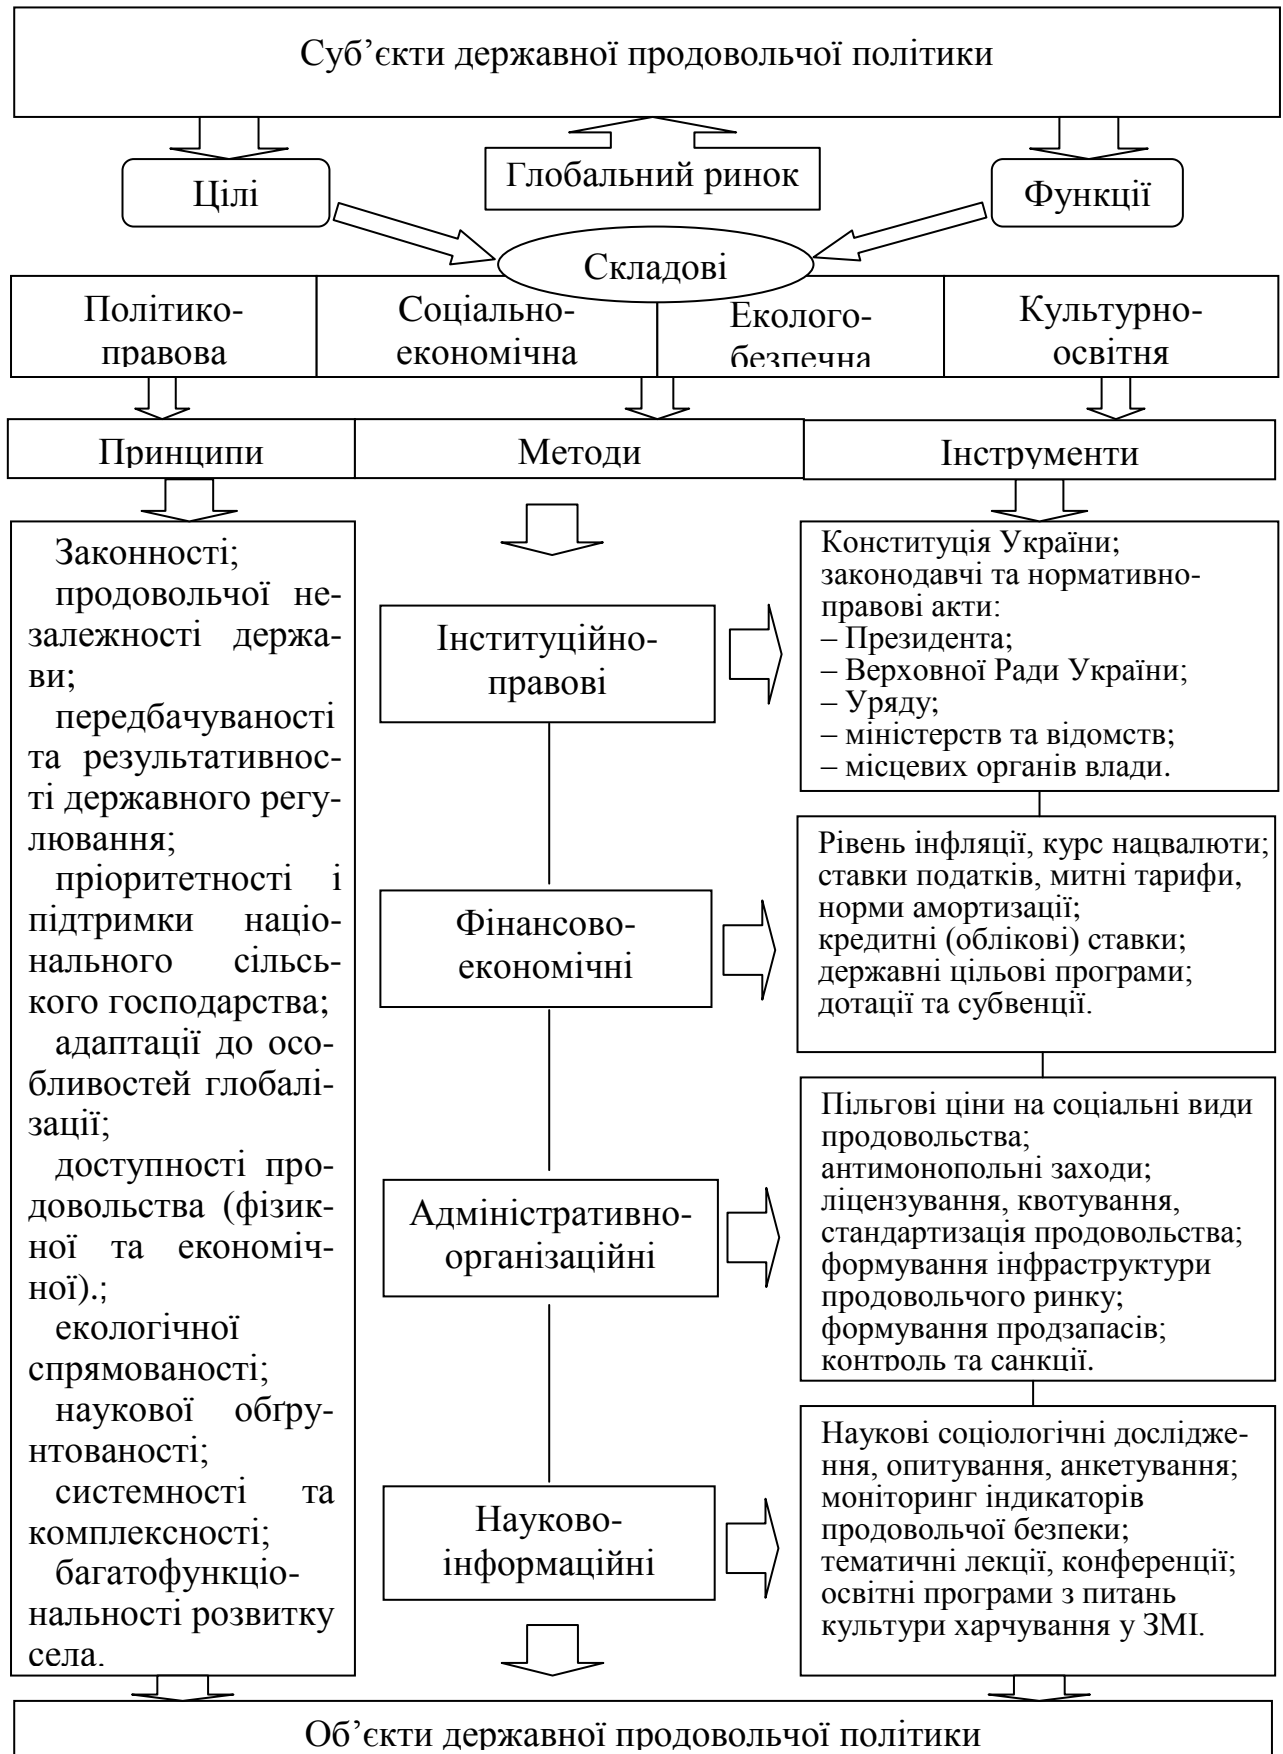 Суб’єкти державної продовольчої політики
Цілі
Глобальний ринок
Функції
Складові
Політико-
правова
Соціально-
економічна
Еколого-
безпечна
Культурно-
освітня
Принципи
Методи
Інструменти
Законності;
продовольчої не-
залежності держа-
ви;
передбачуваності
та результативнос-
ті державного регу-
лювання;
пріоритетності і
підтримки націо-
нального сільсь-
кого господарства;
адаптації до осо-
бливостей глобалі-
зації;
доступності про-
довольства (фізик-
ної та економіч-
ної).;
екологічної
спрямованості;
наукової обґру-
нтованості;
системності та
комплексності;
багатофункціо-
нальності розвитку
села.
Інституційно-
правові
Фінансово-
економічні
Адміністративно-
організаційні
Науково-
інформаційні
Конституція України;
законодавчі та нормативно-
правові акти:
– Президента;
– Верховної Ради України;
– Уряду;
– міністерств та відомств;
– місцевих органів влади.
Рівень інфляції, курс нацвалюти;
ставки податків, митні тарифи,
норми амортизації;
кредитні (облікові) ставки;
державні цільові програми;
дотації та субвенції.
Пільгові ціни на соціальні види
продовольства;
антимонопольні заходи;
ліцензування, квотування,
стандартизація продовольства;
формування інфраструктури
продовольчого ринку;
формування продзапасів;
контроль та санкції.
Наукові соціологічні дослідже-
ння, опитування, анкетування;
моніторинг індикаторів
продовольчої безпеки;
тематичні лекції, конференції;
освітні програми з питань
культури харчування у ЗМІ.
Об’єкти державної продовольчої політики